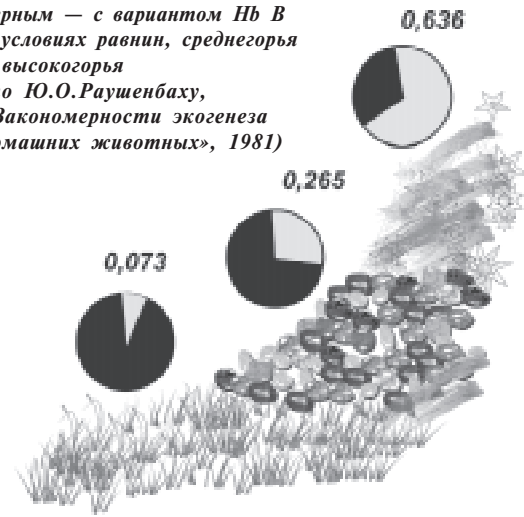 рным — с вариантом Hb B
условиях равнин, среднегорья
высокогорья
о Ю.О.Раушенбаху,
Закономерности экогенеза
омашних животных», 1981)
0,636
0,265
0,073